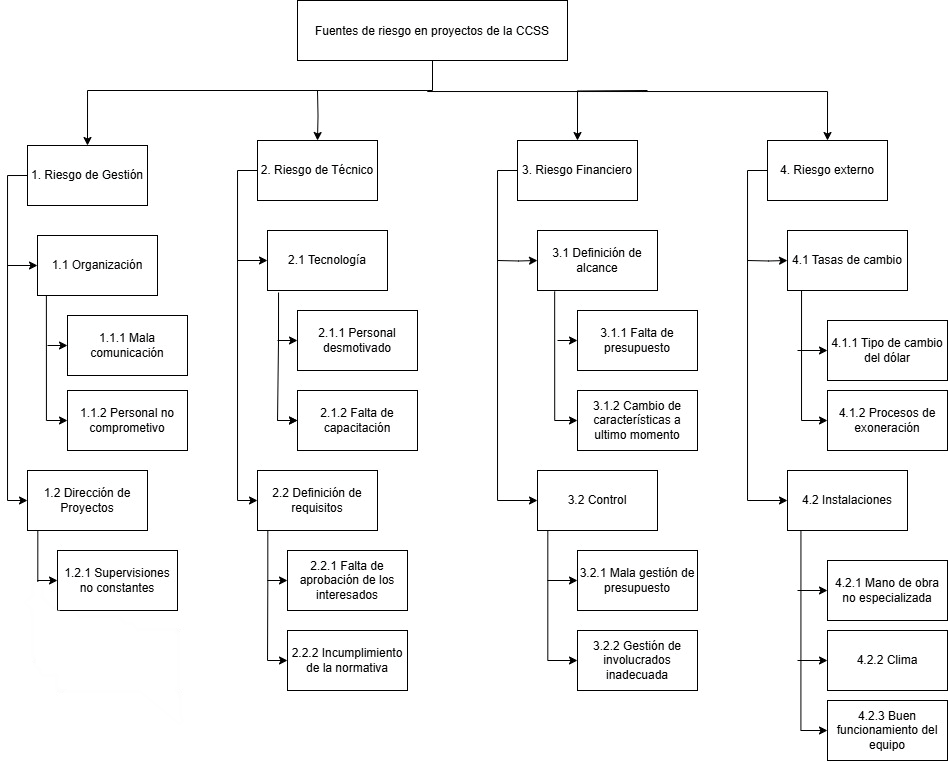 Fuentes de riesgo en proyectos de la CCSS
1. Riesgo de Gestión
1.1 Organización
1.1.1 Mala
comunicación
1.1.2 Personal no
comprometivo
1.2 Dirección de
Proyectos
1.2.1 Supervisiones
no constantes
2. Riesgo de Técnico
2.1 Tecnología
2.1.1 Personal
desmotivado
2.1.2 Falta de
capacitación
2.2 Definición de
requisitos
2.2.1 Falta de
aprobación de los
interesados
2.2.2 Incumplimiento
de la normativa
3. Riesgo Financiero
3.1 Definición de
alcance
3.1.1 Falta de
presupuesto
3.1.2 Cambio de
características a
ultimo momento
3.2 Control
3.2.1 Mala gestión de
presupuesto
3.2.2 Gestión de
involucrados
inadecuada
4. Riesgo externo
4.1 Tasas de cambio
4.1.1 Tipo de cambio
del dólar
4.1.2 Procesos de
exoneración
4.2 Instalaciones
4.2.1 Mano de obra
no especializada
4.2.2 Clima
4.2.3 Buen
funcionamiento del
equipo